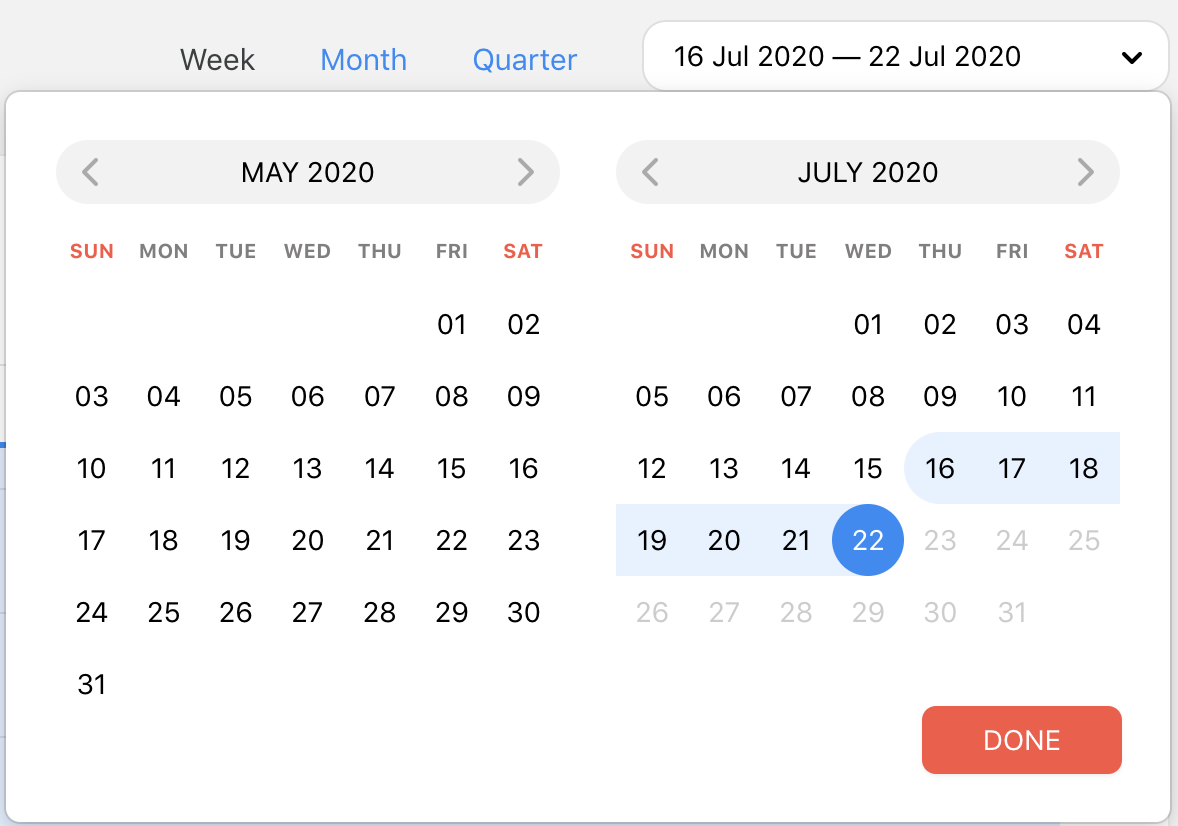 Week Month Quarter 16 Jul 2020 — 22 Jul 2020
MAY 2020
SUN MON TUE WED THU FRI SAT
01 02
03 04 05 06 07 08 09
10 11 12 13 14 15 16
17 18 19 20 21 22 23
24 25 26 27 28 29 30
31
JULY 2020
SUN MON TUE WED THU FRI SAT
01 02 03 04
05 06 07 08 09 10 11
12 13 14 15 16 17 18
19 20 21 22 23 24 25
26 27 28 29 30 31
DONE